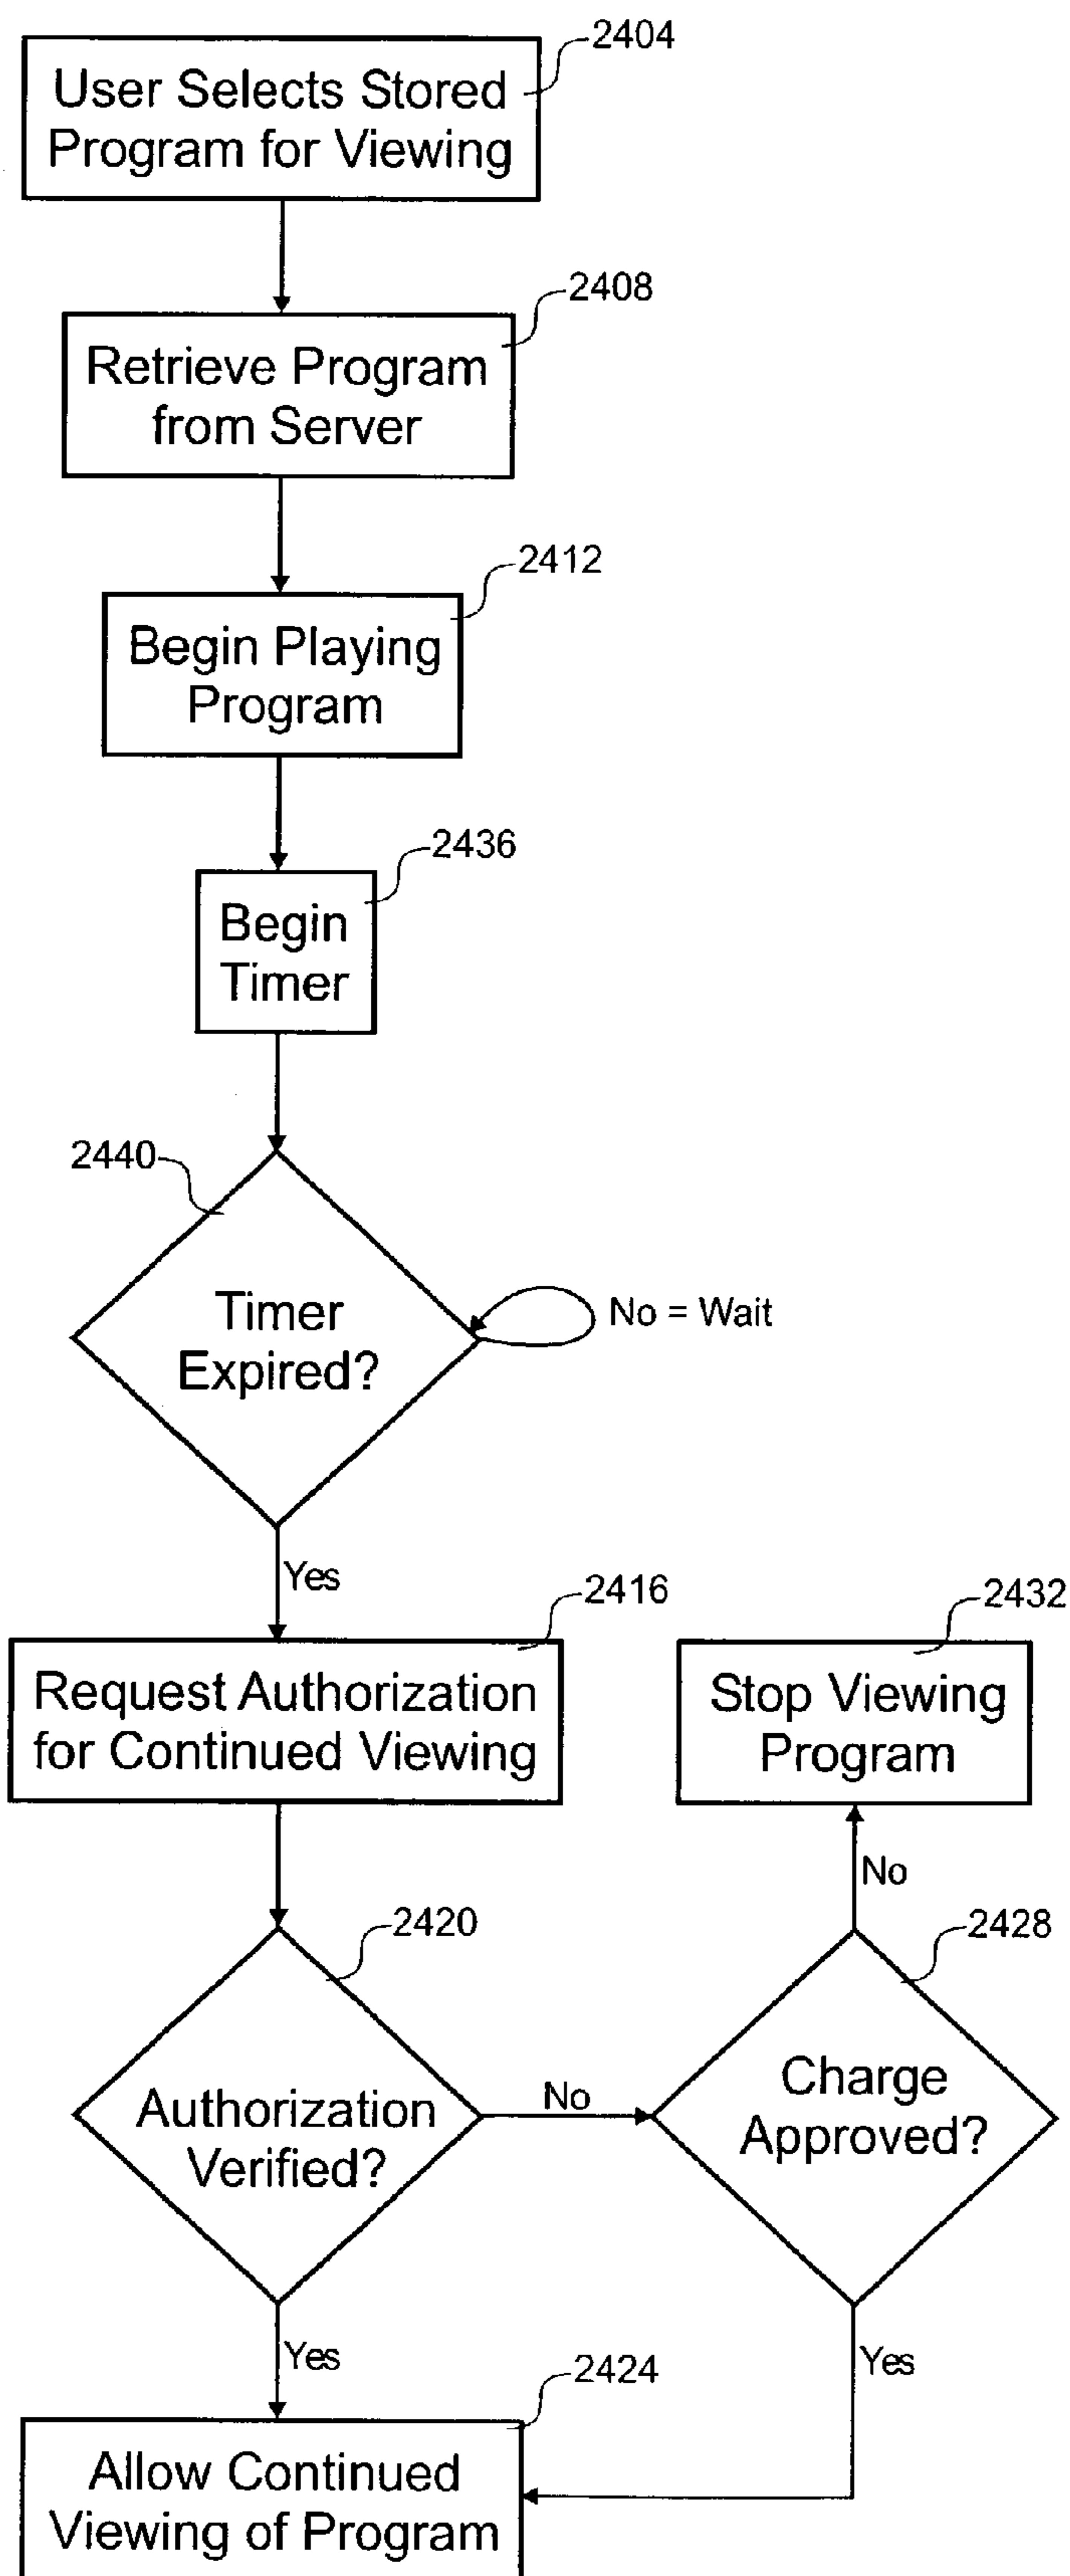 2404
User Selects Stored
Program for Viewing
2408
Retrieve Program
from Server
2412
Begin Playing
Program
2436
Begin
Timer
2440
Timer
Expired?
No = Wait
Yes
2416
Request Authorization
for Continued Viewing
2432
Stop Viewing
Program
No
2420
Authorization
Verified?
No
2428
Charge
Approved?
Yes
Yes
2424
Allow Continued
Viewing of Program